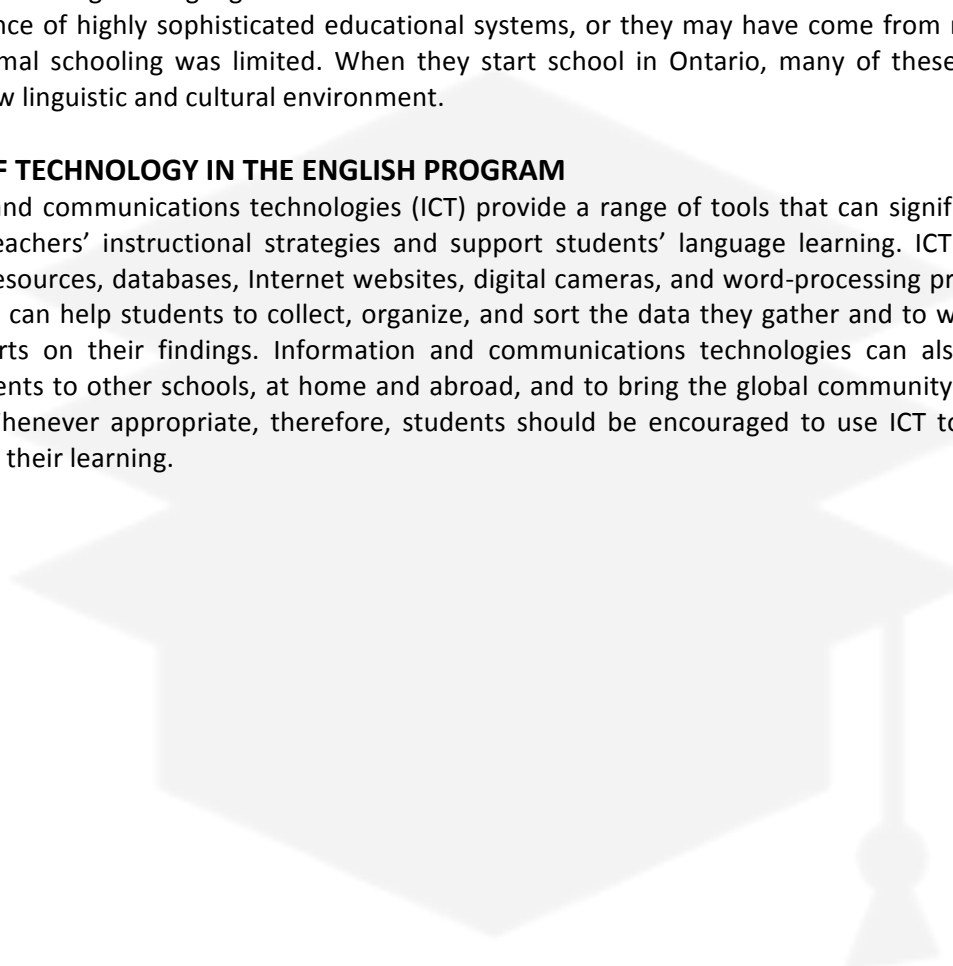 nce of highly sophisticated educational systems, or they may have come from
mal schooling was limited. When they start school in Ontario, many of these
w linguistic and cultural environment.
F TECHNOLOGY IN THE ENGLISH PROGRAM
and communications technologies (ICT) provide a range of tools that can signif
eachers’ instructional strategies and support students’ language learning. ICT
esources, databases, Internet websites, digital cameras, and word-processing pr
can help students to collect, organize, and sort the data they gather and to w
rts on their findings. Information and communications technologies can als
ents to other schools, at home and abroad, and to bring the global community
henever appropriate, therefore, students should be encouraged to use ICT to
their learning.